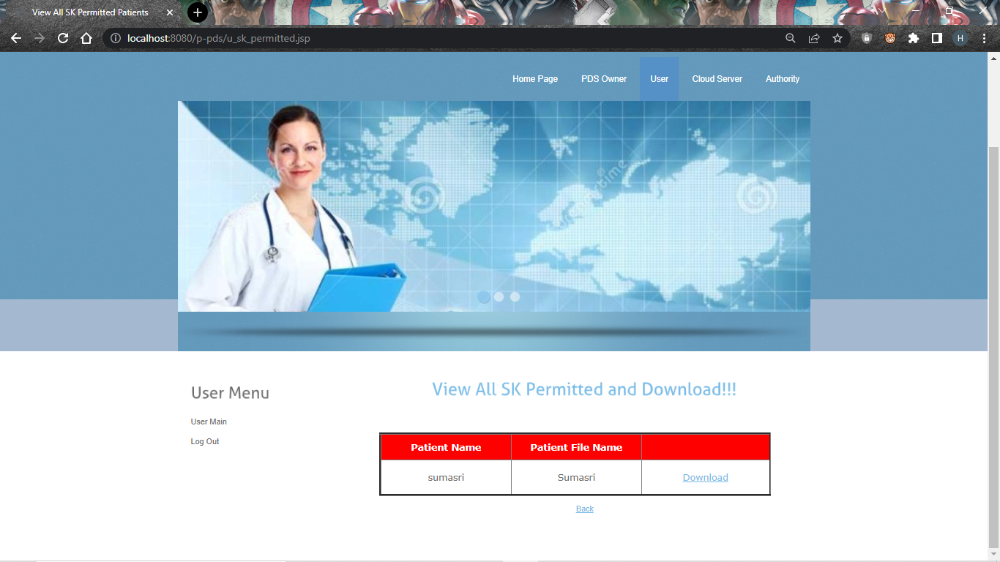 View All SK Permitted Patients
localhost:8080/p-pds/u_sk_permitted.jsp
H
Home Page PDS Owner User Cloud Server Authority
User Menu
User Main
Log Out
View All SK Permitted and Download!!!
Patient Name Patient File Name
sumasri Sumasri Download
Back